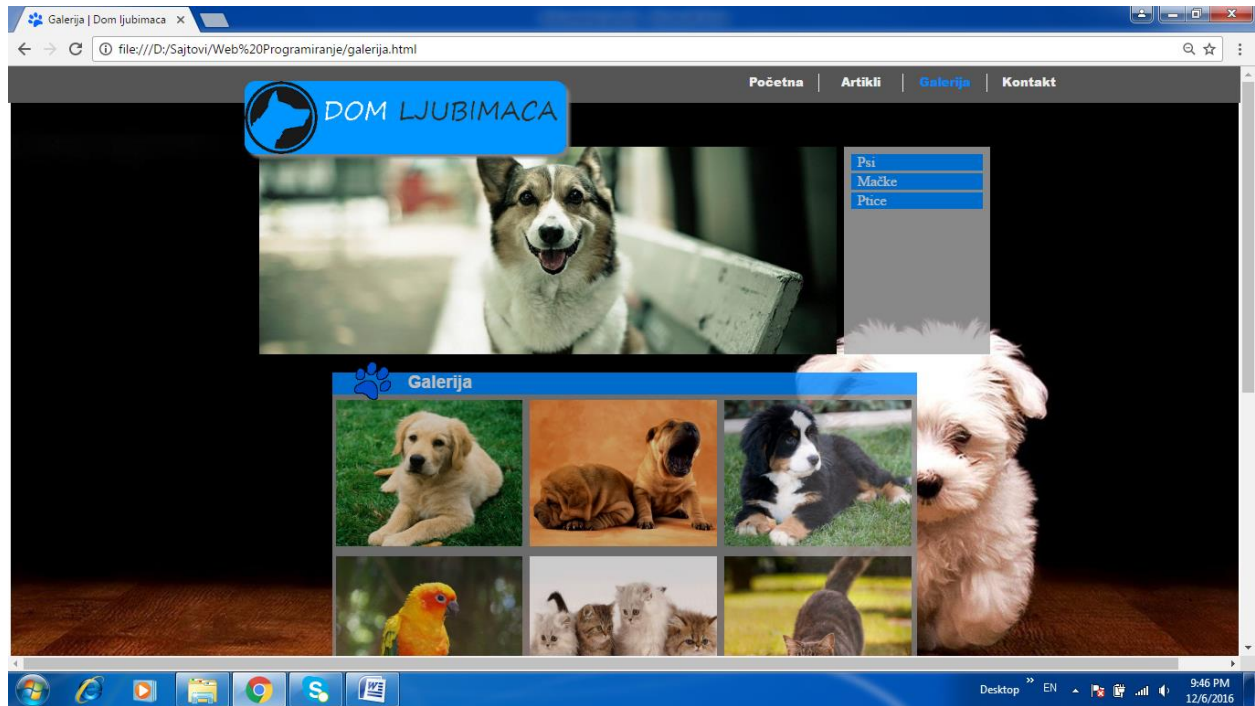 Galerija | Dom ljubimaca
file:///D:/Sajtovi/Web%20Programiranje/galerija.html
Početna Artikli Galerija Kontakt
DOM LJUBIMACA
Psi
Mačke
Ptice
Galerija
Desktop » EN 9:46 PM
12/6/2016